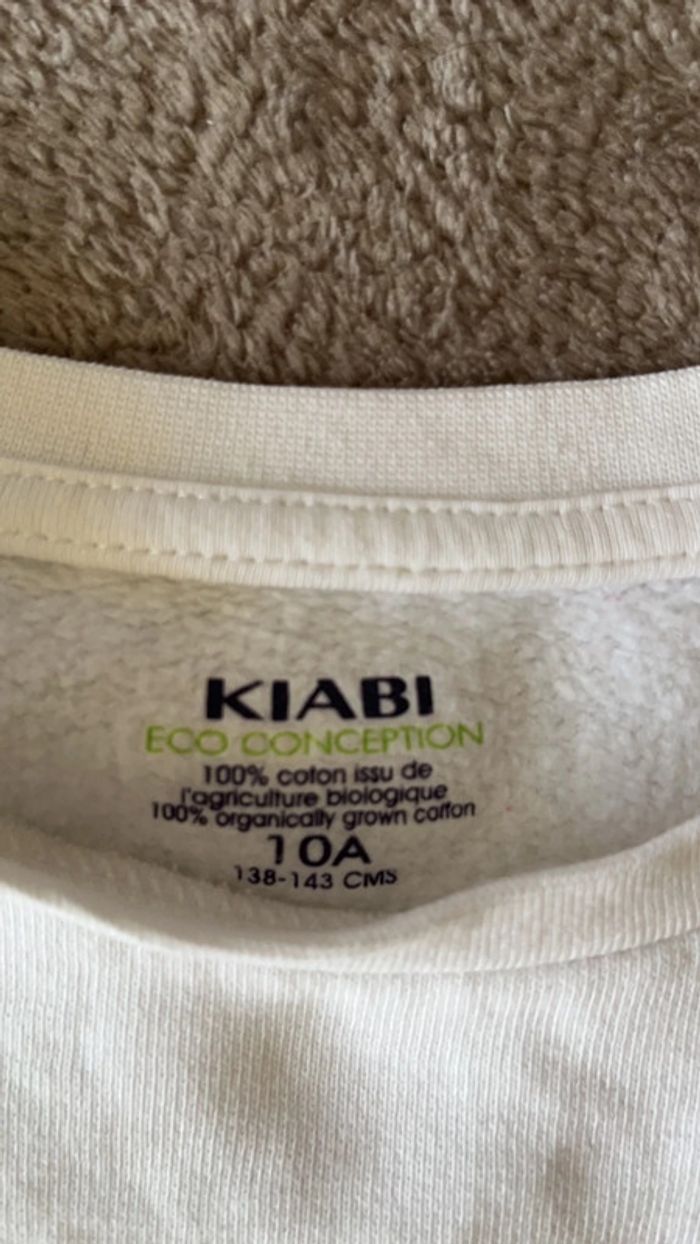 KIABI
ECO CONCEPTION
100% coton issu de
l'agriculture biologique
100% organically grown cotton
10A
138-143 CMS